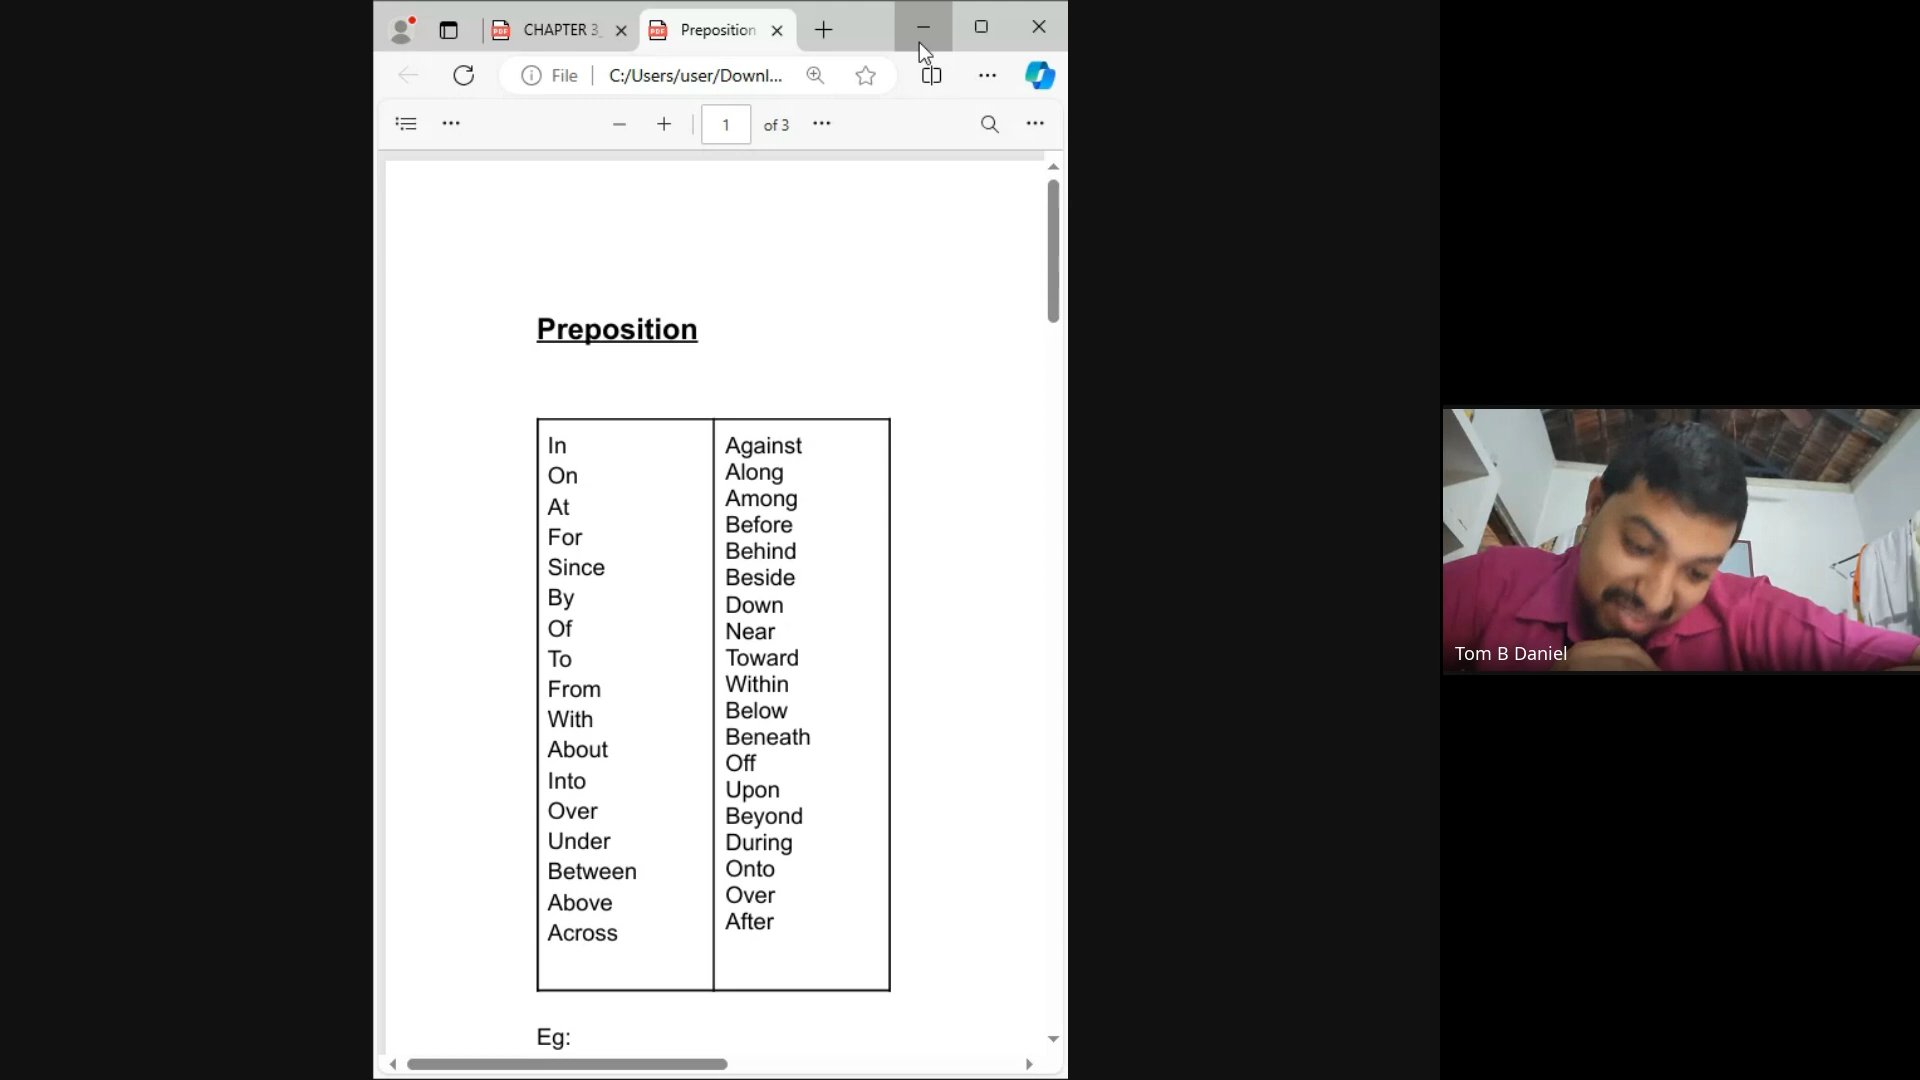 CHAPTER 3_
Preposition
File
C:/Users/user/Downl...
1 of 3
Preposition
In
On
At
For
Since
By
Of
To
From
With
About
Into
Over
Under
Between
Above
Across
Against
Along
Among
Before
Behind
Beside
Down
Near
Toward
Within
Below
Beneath
Off
Upon
Beyond
During
Onto
Over
After
Eg:
Tom B Daniel